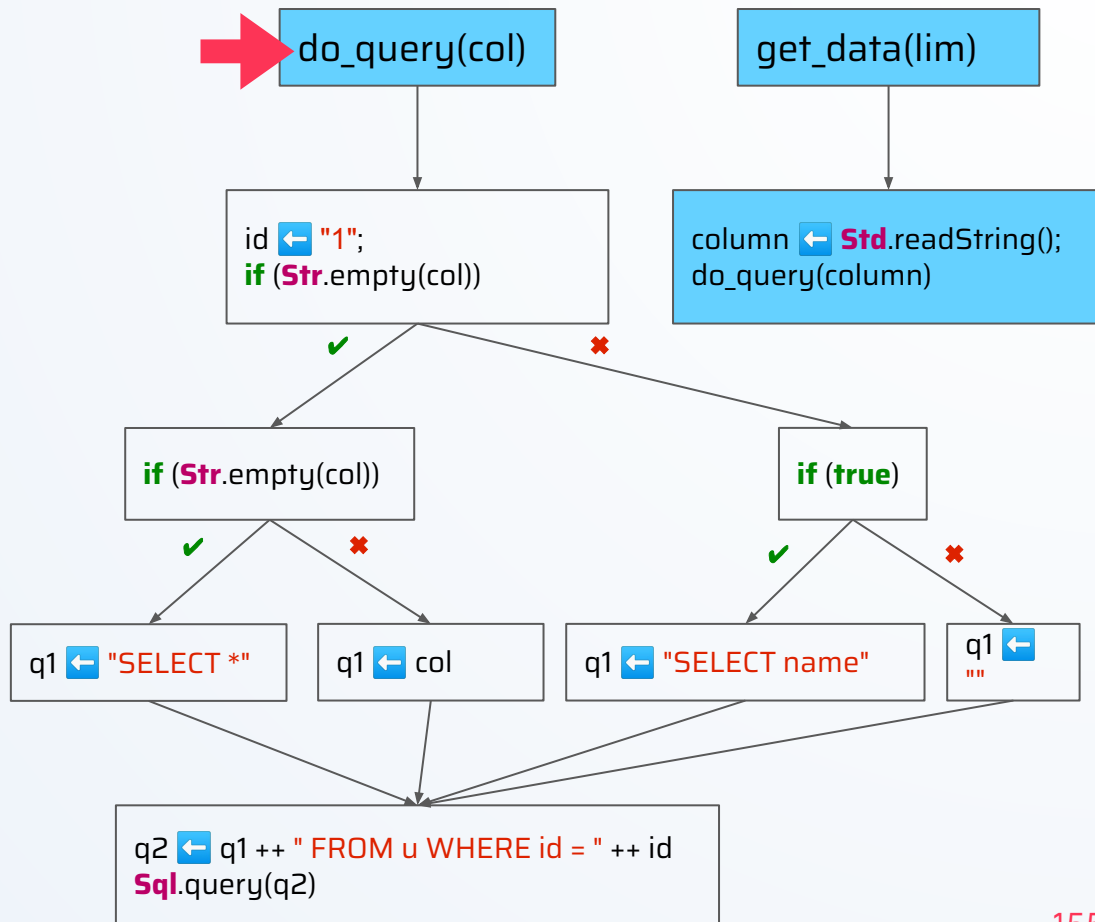 do_query(col)
get_data(lim)
id ⬅ "1";
if (Str.empty(col))
column ⬅ Std.readString();
do_query(column)
✔
✖
if (Str.empty(col))
if (true)
✔
✖
✔
✖
q1 ⬅ "SELECT *"
q1 ⬅ col
q1 ⬅ "SELECT name"
q1 ⬅
""
q2 ⬅ q1 ++ " FROM u WHERE id = " ++ id
Sql.query(q2)